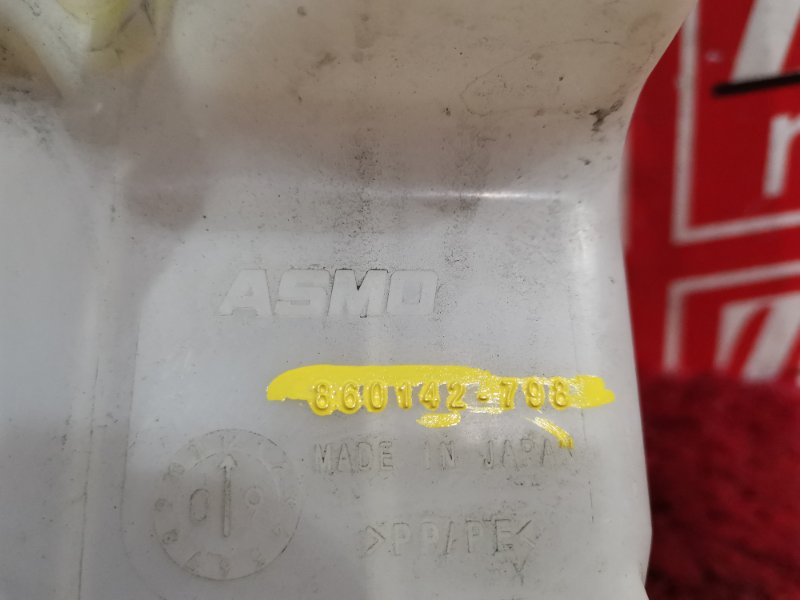 ASMO
860142-798
MADE IN JAPAN
>PP/PE<